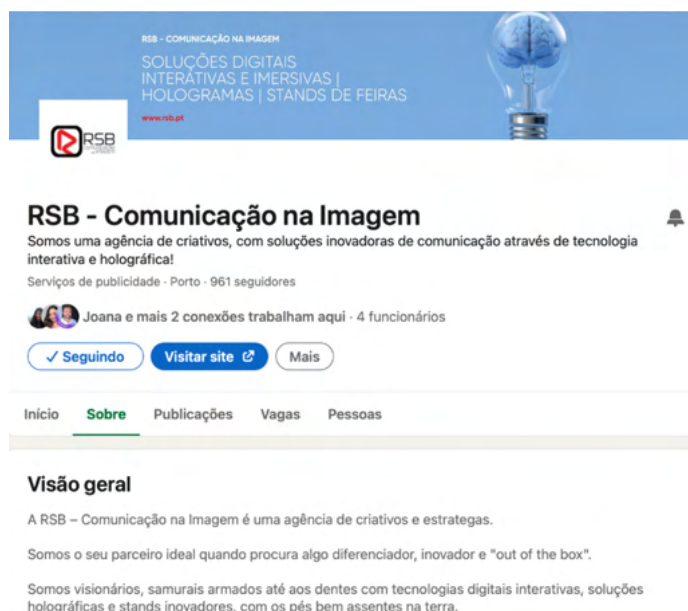 RSB - COMUNICAÇÃO NA IMAGEM
SOLUÇÕES DIGITAIS
INTERATIVAS E IMERSIVAS |
HOLOGRAMAS | STANDS DE FEIRAS
www.rsb.pt
RSB
RSB - Comunicação na Imagem
Somos uma agência de criativos, com soluções inovadoras de comunicação através de tecnologia
interativa e holográfica!
Serviços de publicidade · Porto · 961 seguidores
Joana e mais 2 conexões trabalham aqui · 4 funcionários
✓ Seguindo Visitar site Mais
Início Sobre Publicações Vagas Pessoas
Visão geral
A RSB – Comunicação na Imagem é uma agência de criativos e estrategas.
Somos o seu parceiro ideal quando procura algo diferenciador, inovador e "out of the box".
Somos visionários, samurais armados até aos dentes com tecnologias digitais interativas, soluções
holográficas e stands inovadores, com os pés bem assentes na terra.